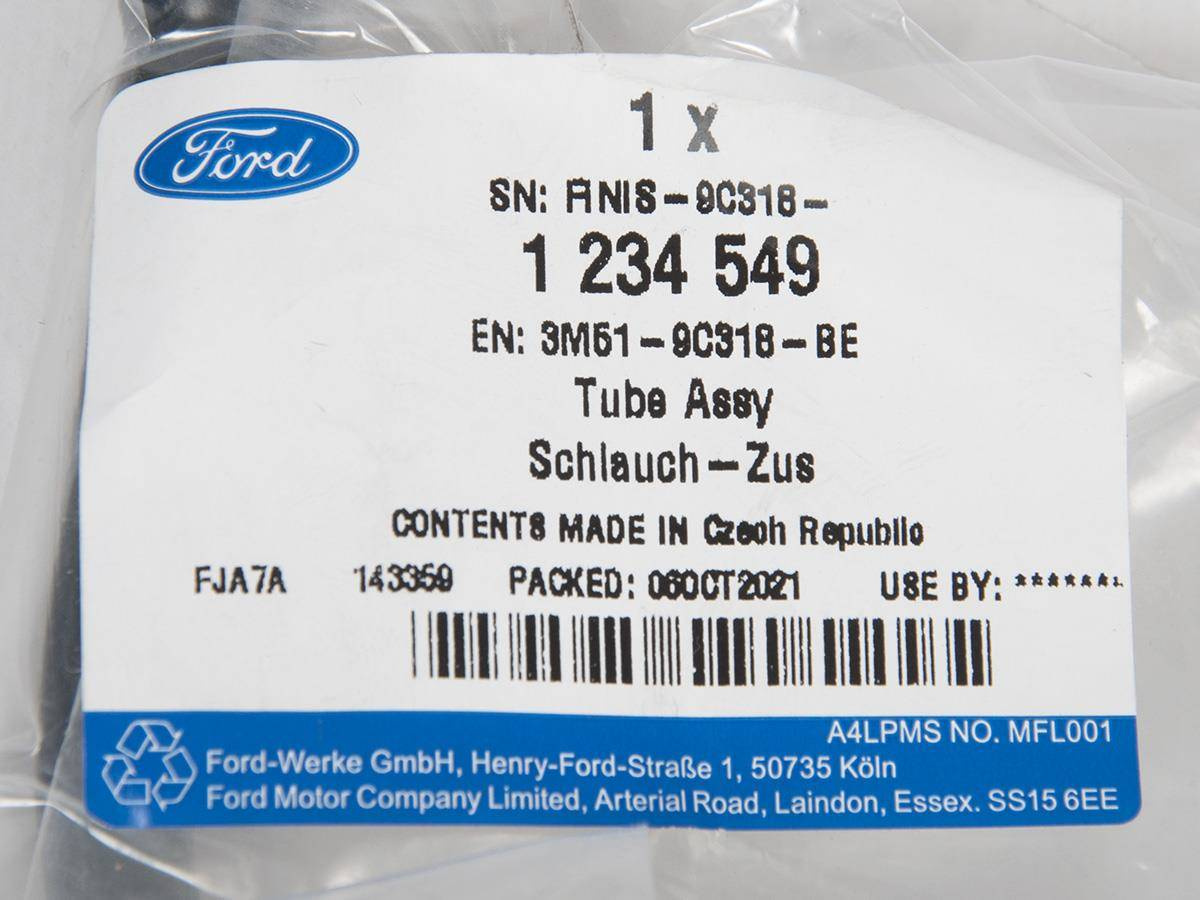 Ford
1 x
SN: FINIS-9C318-
1 234 549
EN: 3M51-9C318-BE
Tube Assy
Schlauch-Zus
CONTENTS MADE IN Czech Republic
FJA7A 143359 PACKED: 06OCT2021 USE BY: *******
A4LPMS NO. MFL001
Ford-Werke GmbH, Henry-Ford-Straße 1, 50735 Köln
Ford Motor Company Limited, Arterial Road, Laindon, Essex. SS15 6EE